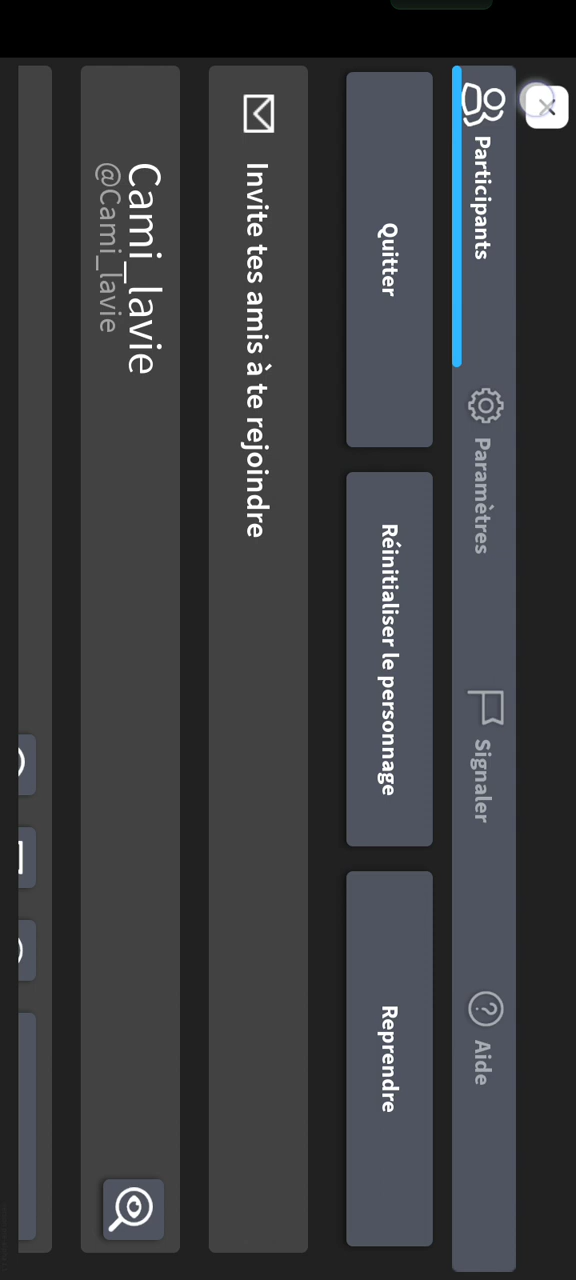 Participants
Paramètres
Signaler
Aide
Quitter
Réinitialiser le personnage
Reprendre
Invite tes amis à te rejoindre
Cami_lavie
@Cami_lavie